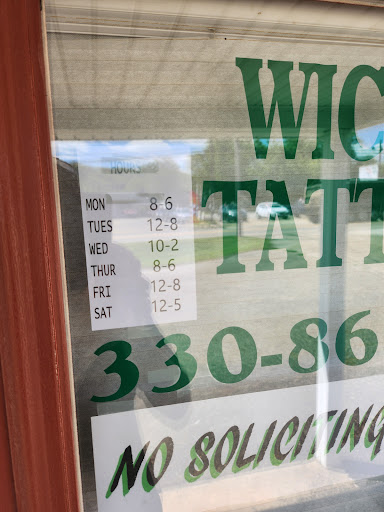 HOURS
MON 8-6
TUES 12-8
WED 10-2
THUR 8-6
FRI 12-8
SAT 12-5
WIC
TATT
330-86
NO SOLICITING